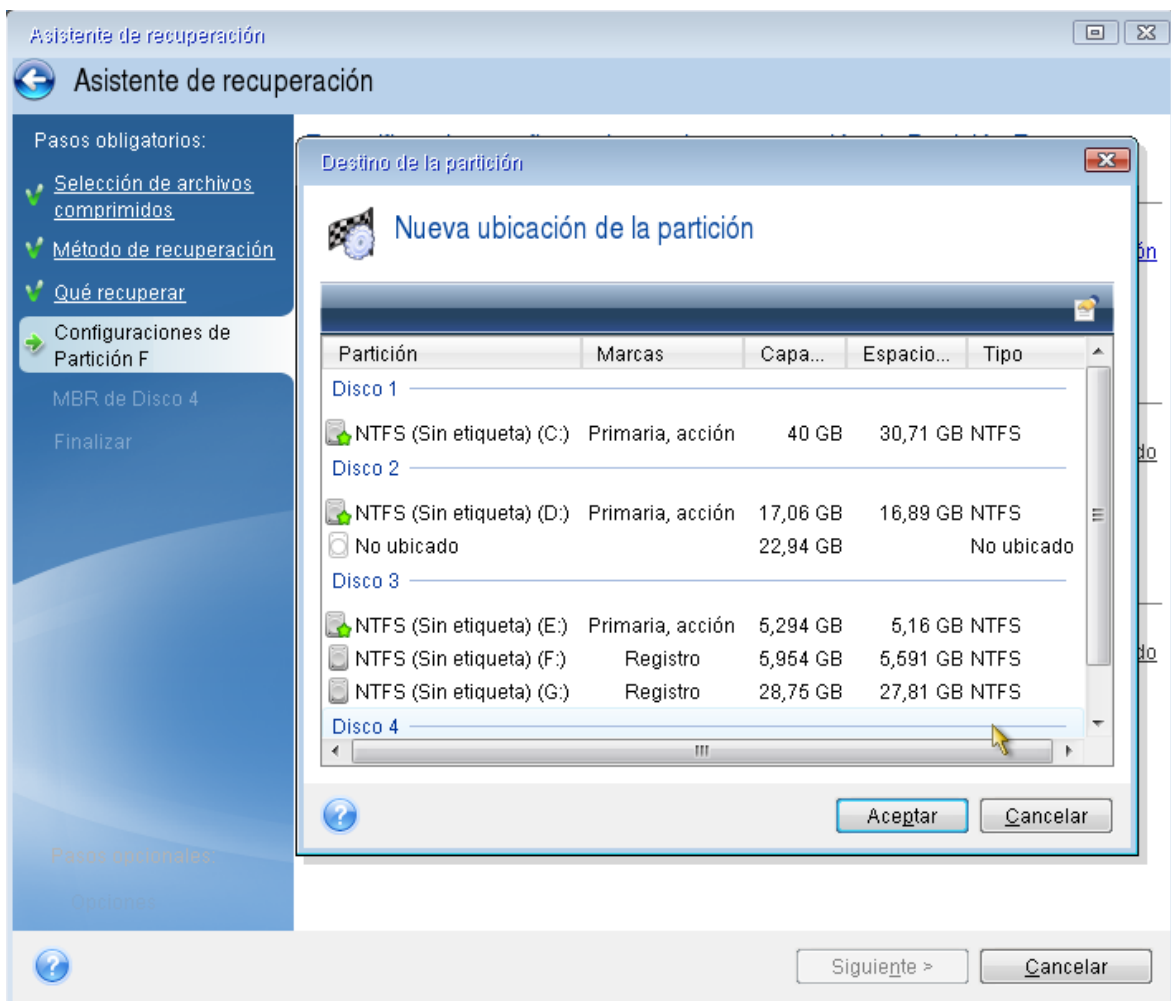 Asistente de recuperación
Asistente de recuperación
Pasos obligatorios:
Selección de archivos
comprimidos
Método de recuperación
Qué recuperar
Configuraciones de
Partición F
MBR de Disco 4
Finalizar
Pasos opcionales:
Opciones
Destino de la partición
Nueva ubicación de la partición
Partición Marcas Capa... Espacio... Tipo
Disco 1
NTFS (Sin etiqueta) (C:) Primaria, acción 40 GB 30,71 GB NTFS
Disco 2
NTFS (Sin etiqueta) (D:) Primaria, acción 17,06 GB 16,89 GB NTFS
No ubicado 22,94 GB No ubicado
Disco 3
NTFS (Sin etiqueta) (E:) Primaria, acción 5,294 GB 5,16 GB NTFS
NTFS (Sin etiqueta) (F:) Registro 5,954 GB 5,591 GB NTFS
NTFS (Sin etiqueta) (G:) Registro 28,75 GB 27,81 GB NTFS
Disco 4
Aceptar Cancelar
ón
do
do
Siguiente > Cancelar